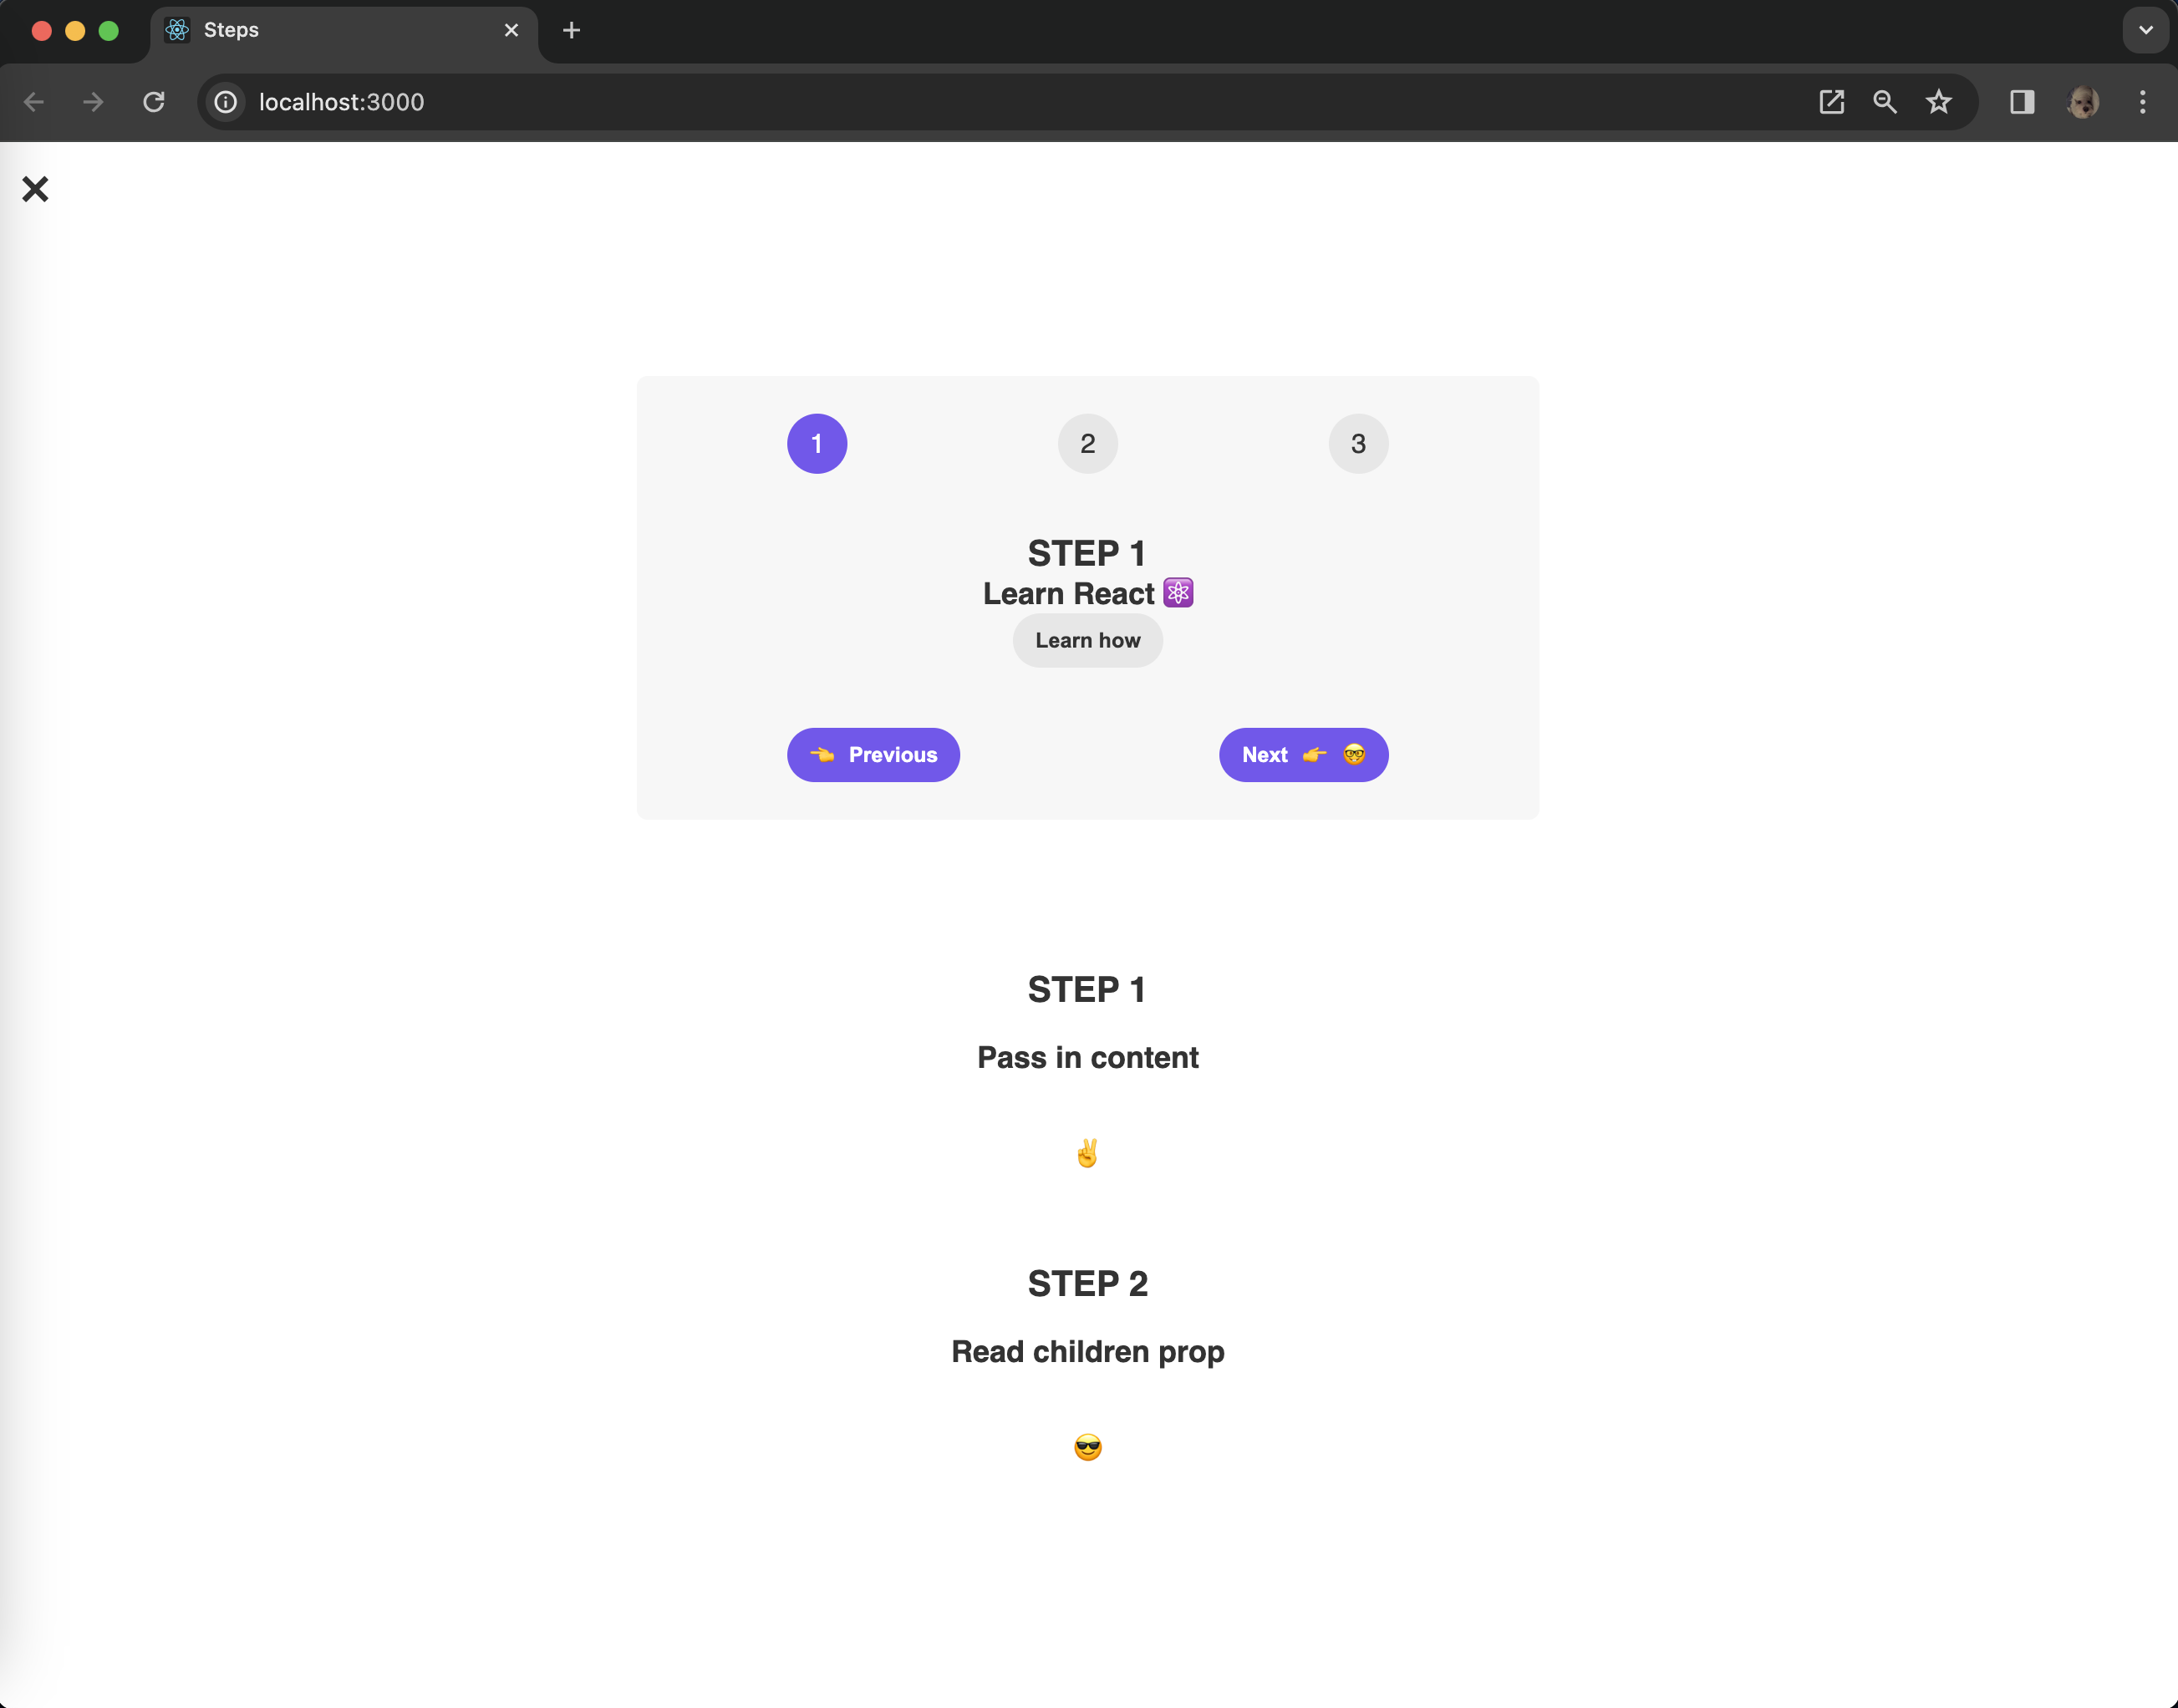 Steps
localhost:3000
1 2 3
STEP 1
Learn React ⚛️
Learn how
👈 Previous Next 👉 🤓
STEP 1
Pass in content
✌️
STEP 2
Read children prop
😎